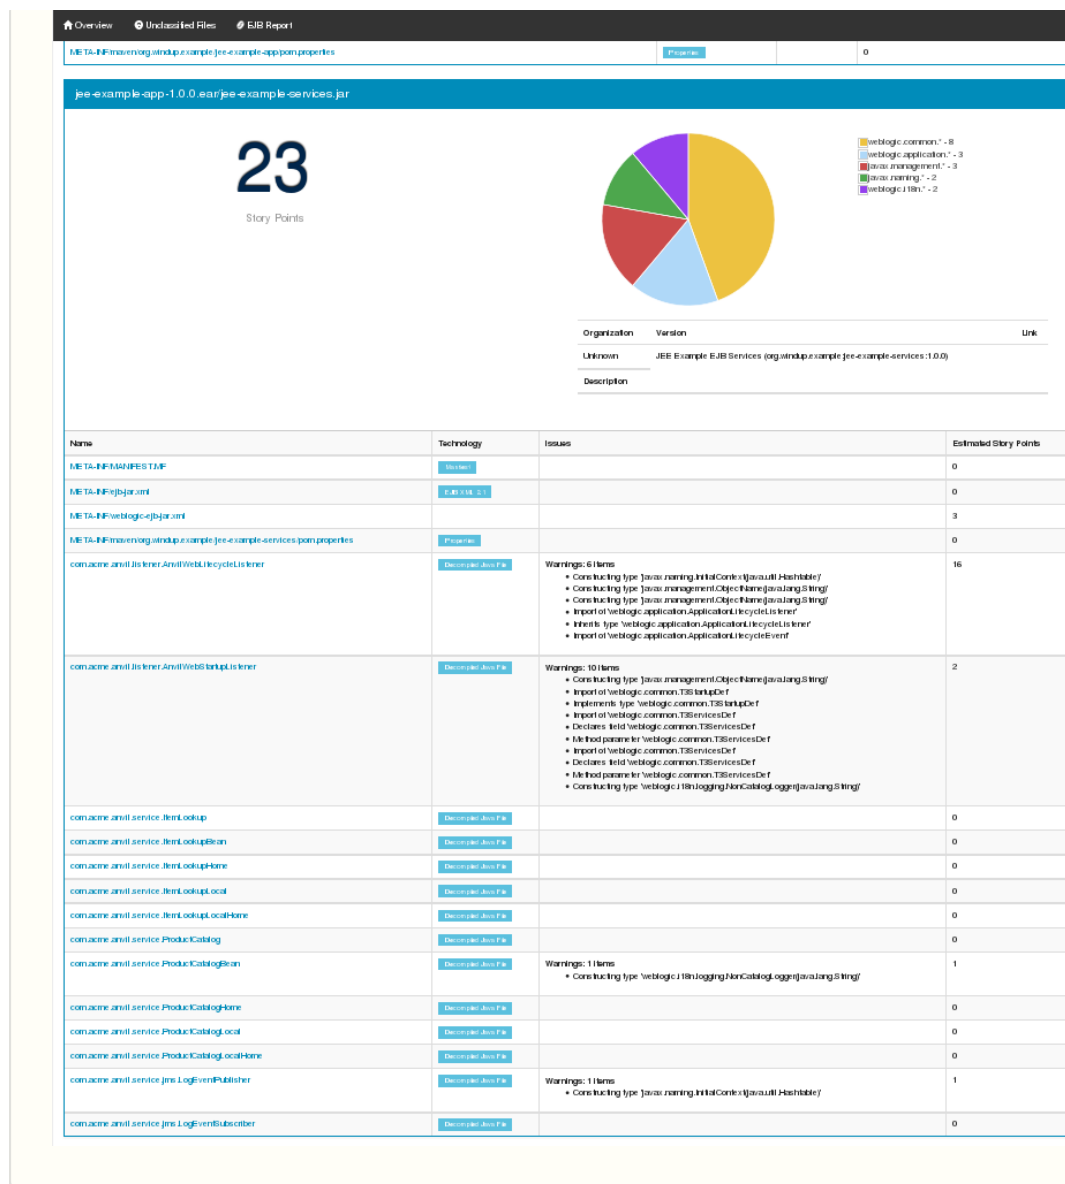 Overview Unclassified Files EJB Report
META-INF/maven/org.windup.example/jee-example-app/pom.properties Properties 0
jee-example-app-1.0.0.ear/jee-example-services.jar
23
Story Points
weblogic.common.* - 8
weblogic.application.* - 3
javax.management.* - 3
javax.naming.* - 2
weblogic.i18n.* - 2
Organization Version Link
Unknown JEE Example EJB Services (org.windup.example:jee-example-services:1.0.0)
Description
Name Technology Issues Estimated Story Points
META-INF/MANIFEST.MF Manifest 0
META-INF/ejb-jar.xml EJB XML 2.1 0
META-INF/weblogic-ejb-jar.xml 3
META-INF/maven/org.windup.example/jee-example-services/pom.properties Properties 0
com.acme.anvil.listener.AnvilWebLifecycleListener Decompiled Java File Warnings: 6 items 16
Constructing type 'javax.naming.InitialContext(java.util.Hashtable)'
Constructing type 'javax.management.ObjectName(java.lang.String)'
Constructing type 'javax.management.ObjectName(java.lang.String)'
Import of 'weblogic.application.ApplicationLifecycleListener'
Inherits type 'weblogic.application.ApplicationLifecycleListener'
Import of 'weblogic.application.ApplicationLifecycleEvent'
com.acme.anvil.listener.AnvilWebStartupListener Decompiled Java File Warnings: 10 items 2
Constructing type 'javax.management.ObjectName(java.lang.String)'
Import of 'weblogic.common.T3StartupDef'
Implements type 'weblogic.common.T3StartupDef'
Import of 'weblogic.common.T3ServicesDef'
Declares field 'weblogic.common.T3ServicesDef'
Method parameter 'weblogic.common.T3ServicesDef'
Import of 'weblogic.common.T3ServicesDef'
Declares field 'weblogic.common.T3ServicesDef'
Method parameter 'weblogic.common.T3ServicesDef'
Constructing type 'weblogic.i18n.logging.NonCatalogLogger(java.lang.String)'
com.acme.anvil.service.ItemLookup Decompiled Java File 0
com.acme.anvil.service.ItemLookupBean Decompiled Java File 0
com.acme.anvil.service.ItemLookupHome Decompiled Java File 0
com.acme.anvil.service.ItemLookupLocal Decompiled Java File 0
com.acme.anvil.service.ItemLookupLocalHome Decompiled Java File 0
com.acme.anvil.service.ProductCatalog Decompiled Java File 0
com.acme.anvil.service.ProductCatalogBean Decompiled Java File Warnings: 1 items 1
Constructing type 'weblogic.i18n.logging.NonCatalogLogger(java.lang.String)'
com.acme.anvil.service.ProductCatalogHome Decompiled Java File 0
com.acme.anvil.service.ProductCatalogLocal Decompiled Java File 0
com.acme.anvil.service.ProductCatalogLocalHome Decompiled Java File 0
com.acme.anvil.service.jms.LogEventPublisher Decompiled Java File Warnings: 1 items 1
Constructing type 'javax.naming.InitialContext(java.util.Hashtable)'
com.acme.anvil.service.jms.LogEventSubscriber Decompiled Java File 0